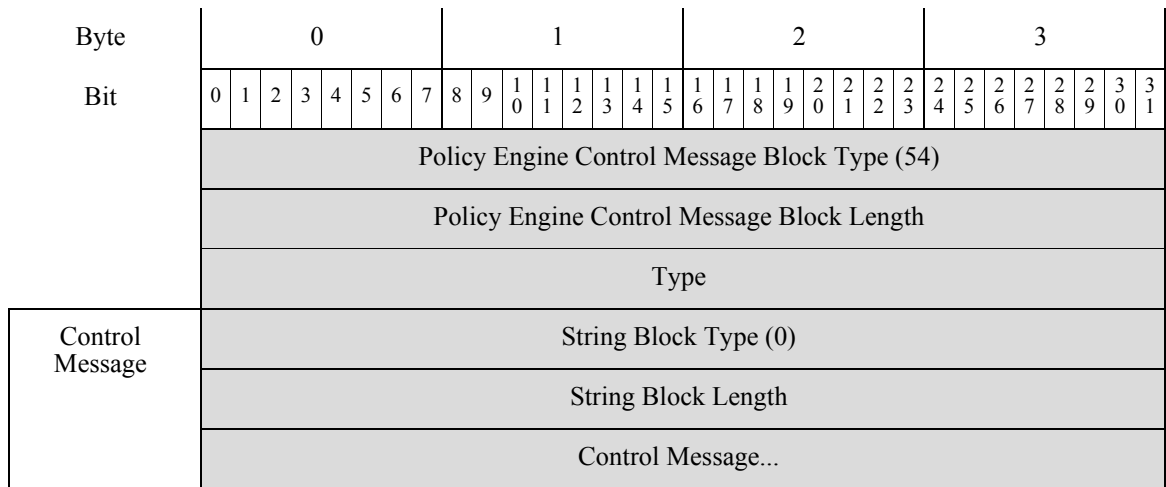 Byte 0 1 2 3
Bit 0 1 2 3 4 5 6 7 8 9 10 11 12 13 14 15 16 17 18 19 20 21 22 23 24 25 26 27 28 29 30 31
Policy Engine Control Message Block Type (54)
Policy Engine Control Message Block Length
Type
Control
Message
String Block Type (0)
String Block Length
Control Message...